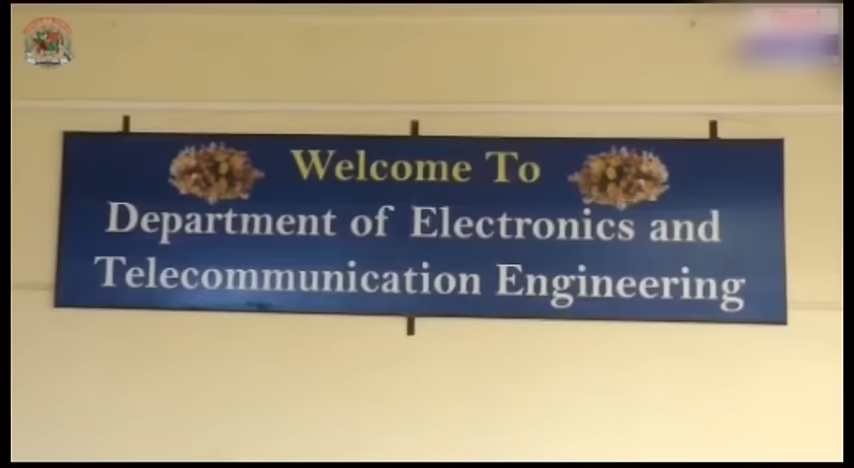 Welcome To
Department of Electronics and
Telecommunication Engineering